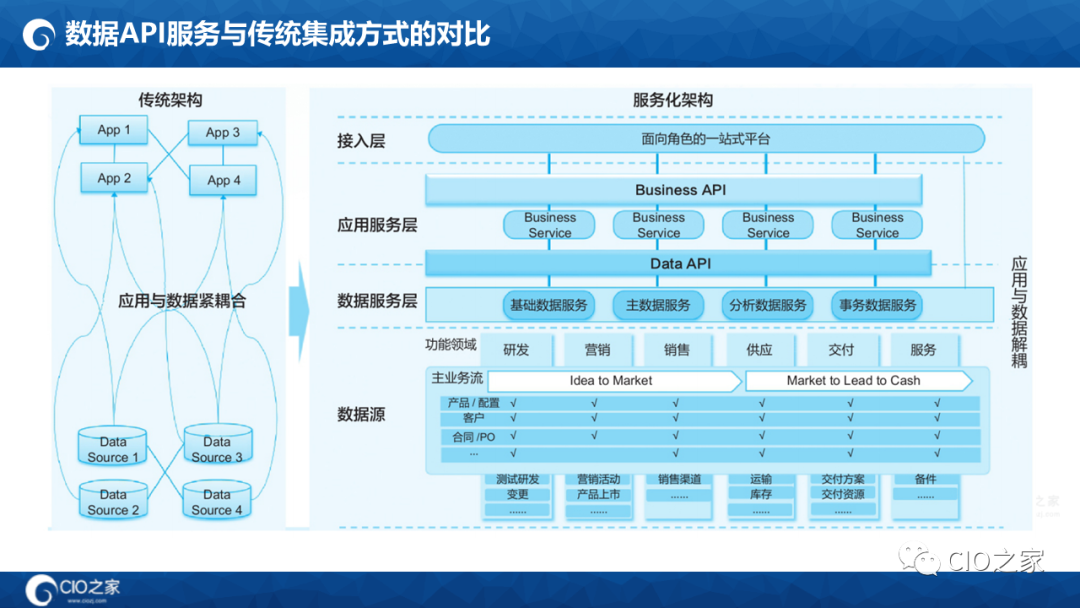 数据API服务与传统集成方式的对比
传统架构
App 1
App 3
App 2
App 4
应用与数据紧耦合
Data
Source 1
Data
Source 3
Data
Source 2
Data
Source 4
服务化架构
接入层
面向角色的一站式平台
Business API
应用服务层
Business
Service
Business
Service
Business
Service
Business
Service
Data API
数据服务层
基础数据服务
主数据服务
分析数据服务
事务数据服务
应用与数据解耦
功能领域
研发
营销
销售
供应
交付
服务
主业务流
Idea to Market
Market to Lead to Cash
数据源
产品 / 配置 √ √ √ √ √ √
客户 √ √ √ √ √ √
合同 /PO √ √ √ √ √ √
... √ √ √ √ √
测试研发
变更
......
营销活动
产品上市
......
销售渠道
......
运输
库存
......
交付方案
交付资源
......
备件
......
之家
CIO之家
CIO之家
www.ciozj.com